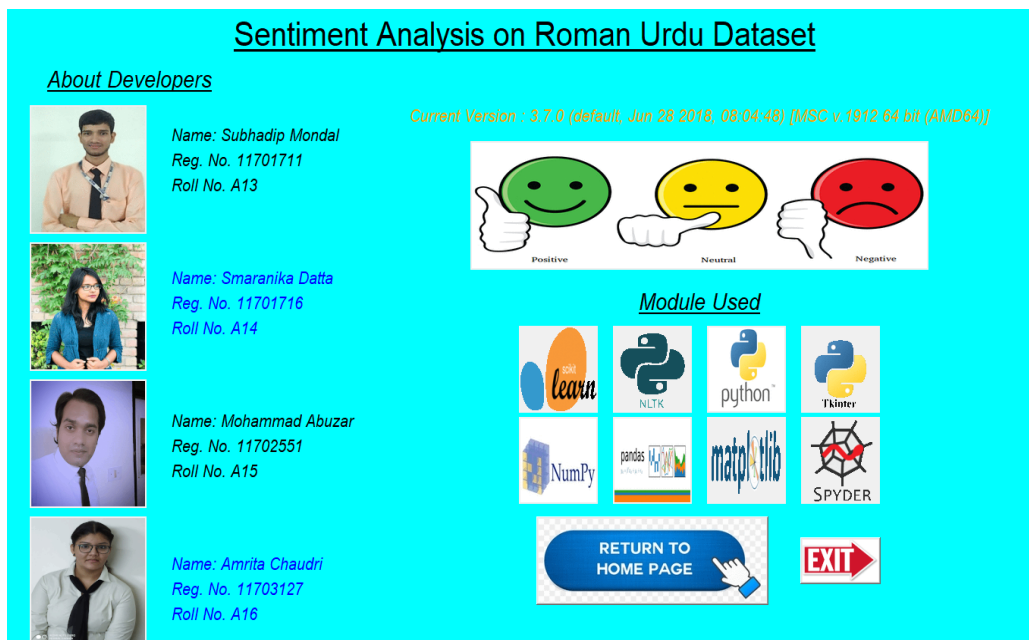 Sentiment Analysis on Roman Urdu Dataset
About Developers
Name: Subhadip Mondal
Reg. No. 11701711
Roll No. A13
Name: Smaranika Datta
Reg. No. 11701716
Roll No. A14
Name: Mohammad Abuzar
Reg. No. 11702551
Roll No. A15
Name: Amrita Chaudri
Reg. No. 11703127
Roll No. A16
Current Version : 3.7.0 (default, Jun 28 2018, 08:04:48) [MSC v.1912 64 bit (AMD64)]
Positive
Neutral
Negative
Module Used
scikit
learn
NLTK
python
Tkinter
NumPy
pandas
matplotlib
SPYDER
RETURN TO
HOME PAGE
EXIT